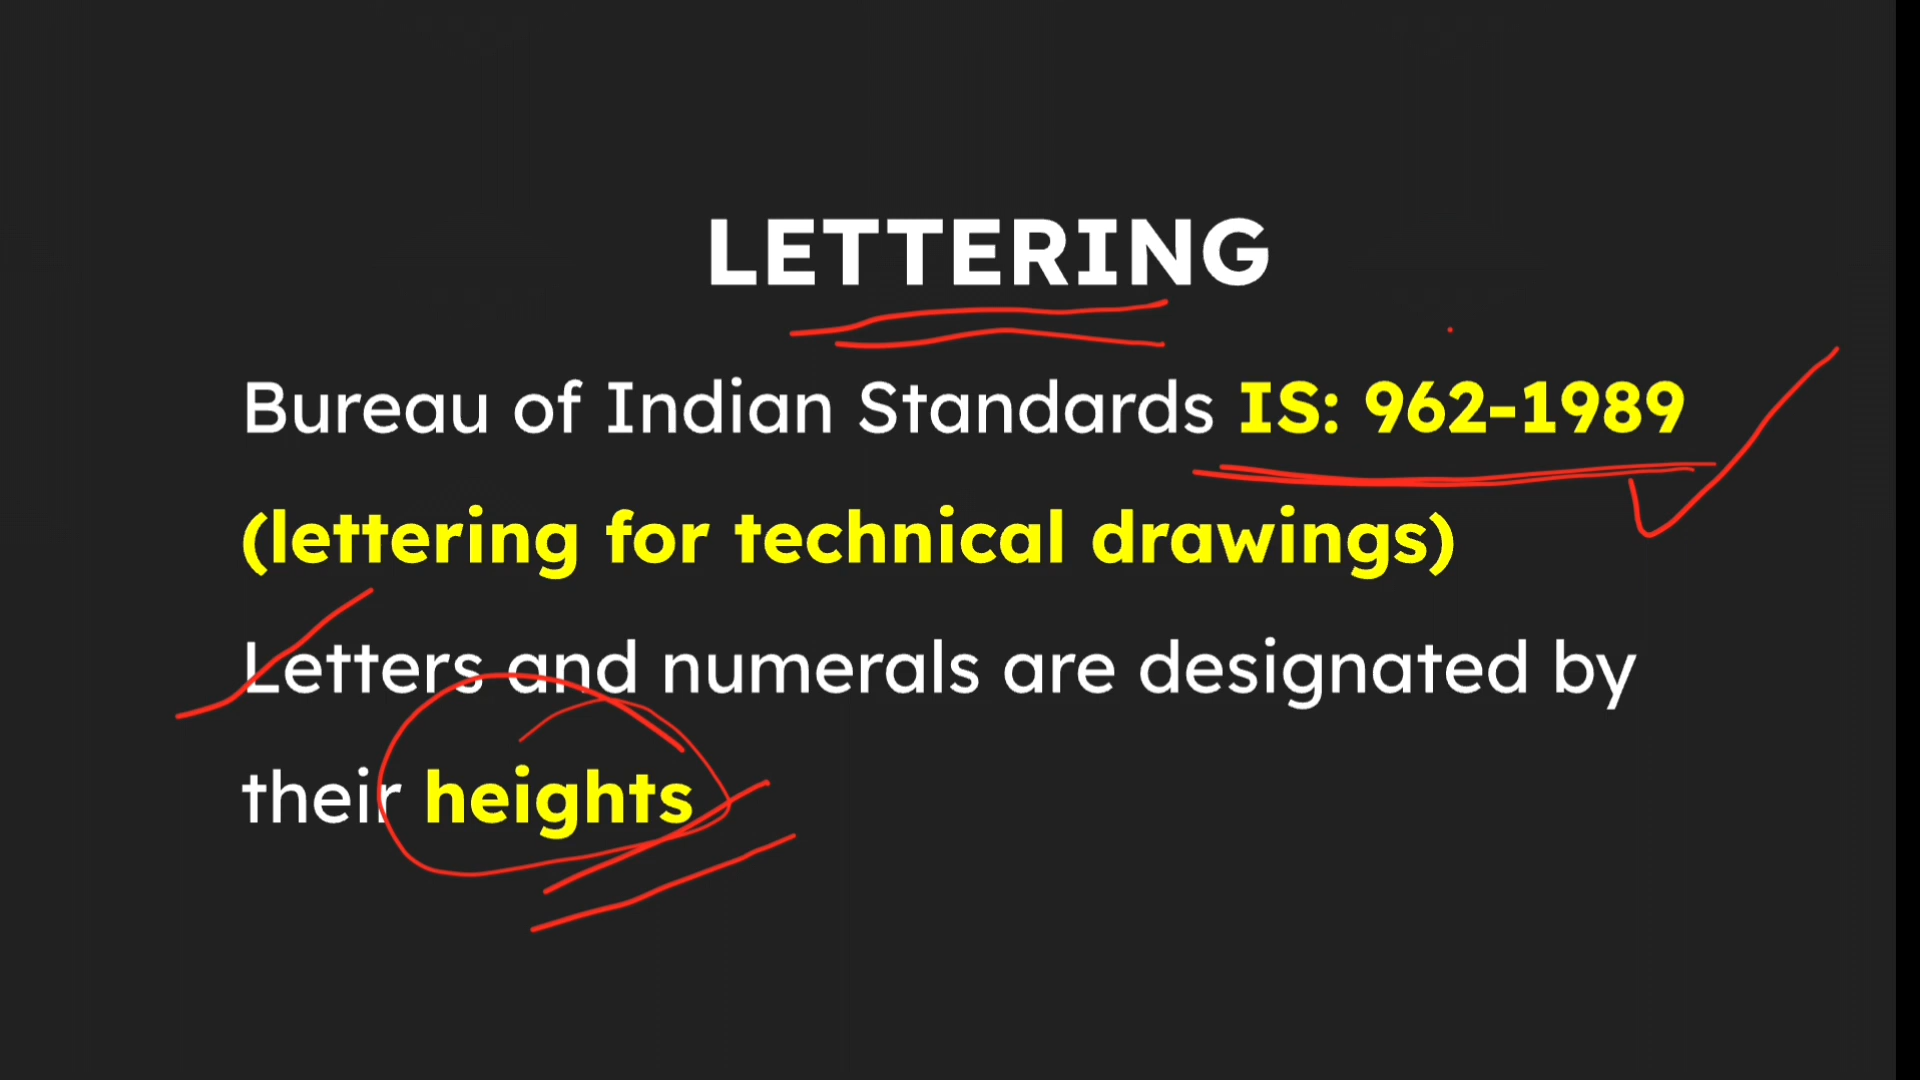 LETTERING
Bureau of Indian Standards IS: 962-1989
(lettering for technical drawings)
Letters and numerals are designated by
their heights